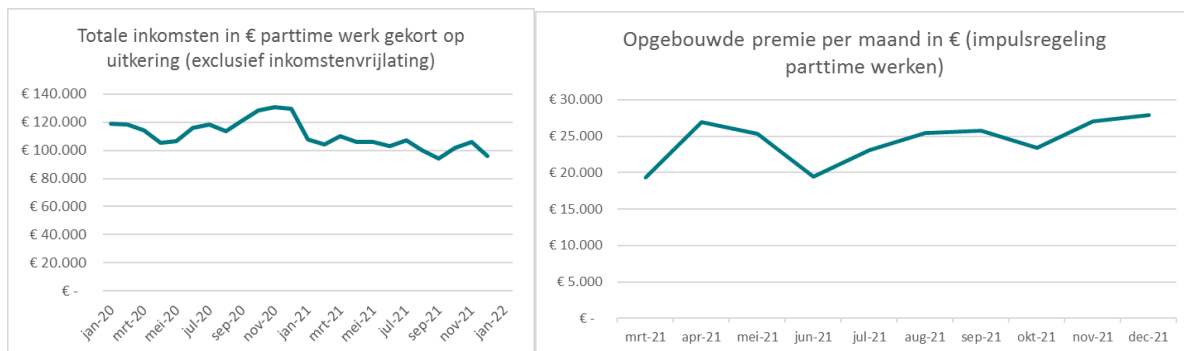 Totale inkomsten in € parttime werk gekort op
uitkering (exclusief inkomstenvrijlating)
€ 140.000
€ 120.000
€ 100.000
€ 80.000
€ 60.000
€ 40.000
€ 20.000
€ -
jan-20
mrt-20
mei-20
jul-20
sep-20
nov-20
jan-21
mrt-21
mei-21
jul-21
sep-21
nov-21
jan-22
Opgebouwde premie per maand in € (impulsregeling
parttime werken)
€ 30.000
€ 25.000
€ 20.000
€ 15.000
€ 10.000
€ 5.000
€ -
mrt-21 apr-21 mei-21 jun-21 jul-21 aug-21 sep-21 okt-21 nov-21 dec-21